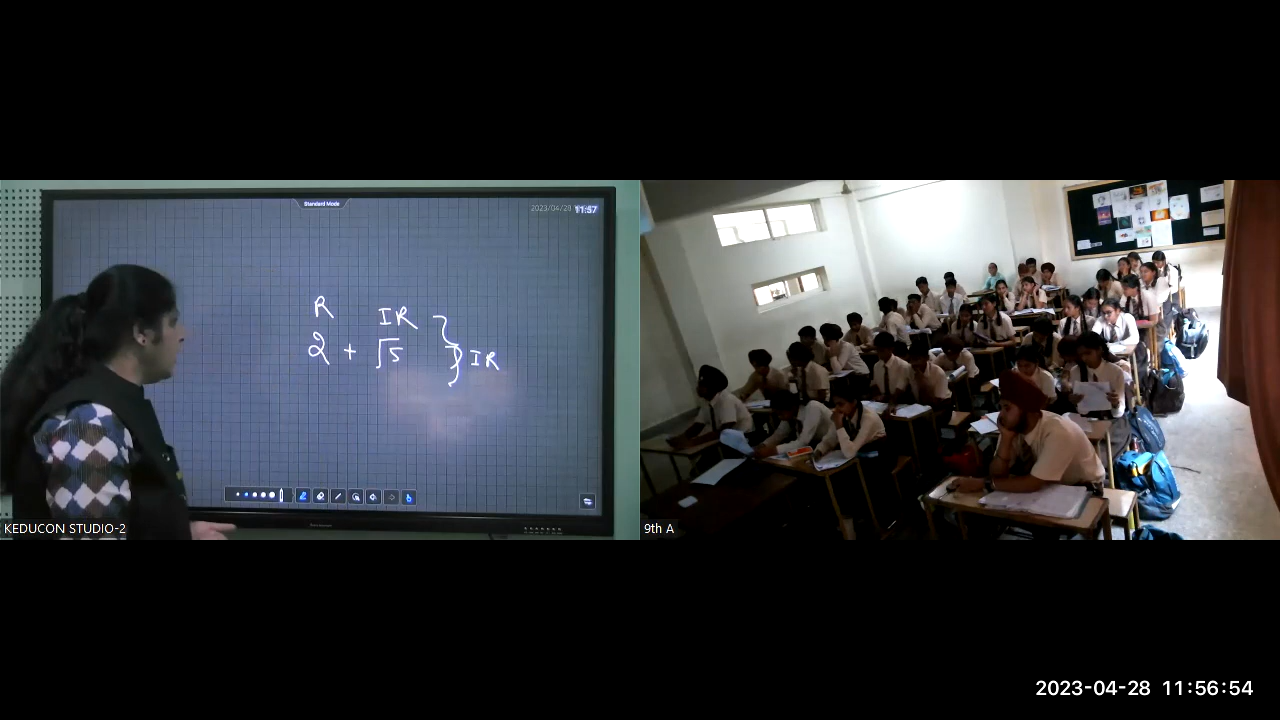 Standard Mode
2023/04/28 11:57
R IR
2 + √5 } IR
KEDUCON STUDIO-2
9th A
2023-04-28 11:56:54